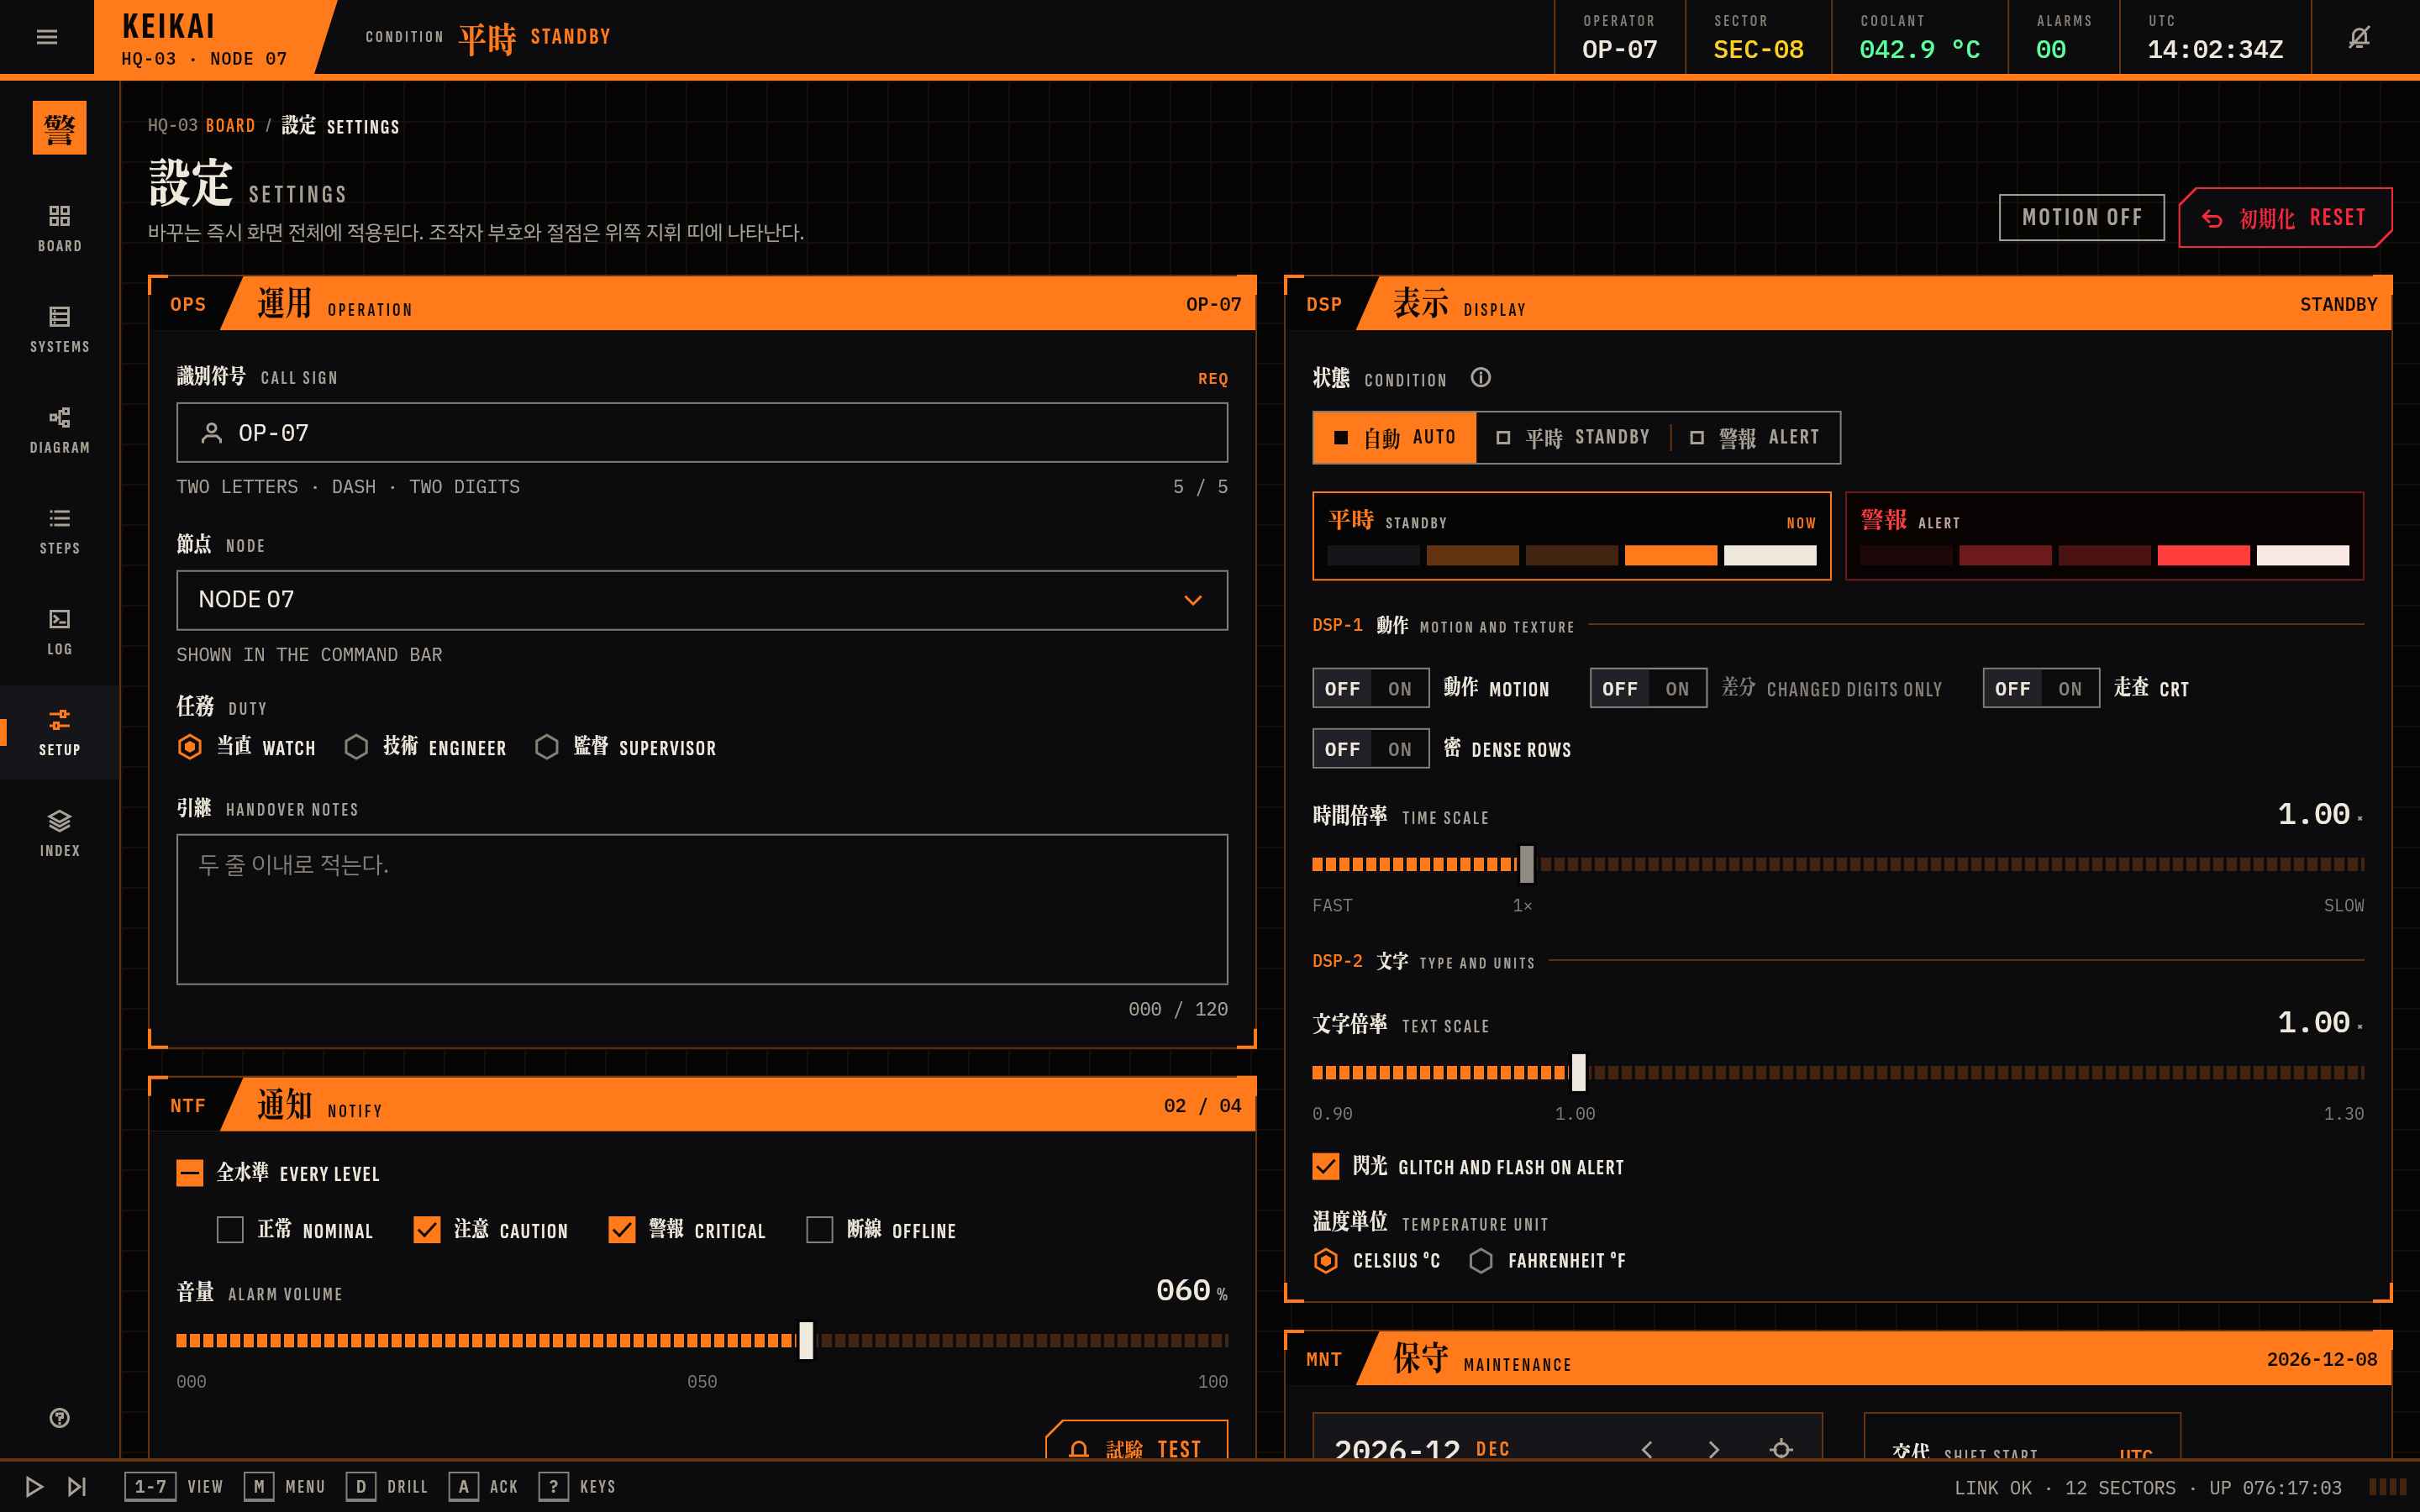 KEIKAI
HQ-03 · NODE 07
CONDITION 平時 STANDBY
OPERATOR
OP-07
SECTOR
SEC-08
COOLANT
042.9 °C
ALARMS
00
UTC
14:02:34Z
警
BOARD
SYSTEMS
DIAGRAM
STEPS
LOG
SETUP
INDEX
HQ-03 BOARD / 設定 SETTINGS
設定 SETTINGS
바꾸는 즉시 화면 전체에 적용된다. 조작자 부호와 절점은 위쪽 지휘 띠에 나타난다.
MOTION OFF
初期化 RESET
OPS 運用 OPERATION OP-07
識別符号 CALL SIGN REQ
OP-07
TWO LETTERS · DASH · TWO DIGITS 5 / 5
節点 NODE
NODE 07
SHOWN IN THE COMMAND BAR
任務 DUTY
当直 WATCH 技術 ENGINEER 監督 SUPERVISOR
引継 HANDOVER NOTES
두 줄 이내로 적는다.
000 / 120
NTF 通知 NOTIFY 02 / 04
全水準 EVERY LEVEL
正常 NOMINAL 注意 CAUTION 警報 CRITICAL 断線 OFFLINE
音量 ALARM VOLUME 060 %
000 050 100
試験 TEST
DSP 表示 DISPLAY STANDBY
状態 CONDITION
自動 AUTO 平時 STANDBY 警報 ALERT
平時 STANDBY NOW
警報 ALERT
DSP-1 動作 MOTION AND TEXTURE
OFF ON 動作 MOTION OFF ON 差分 CHANGED DIGITS ONLY OFF ON 走査 CRT
OFF ON 密 DENSE ROWS
時間倍率 TIME SCALE 1.00 ×
FAST 1× SLOW
DSP-2 文字 TYPE AND UNITS
文字倍率 TEXT SCALE 1.00 ×
0.90 1.00 1.30
閃光 GLITCH AND FLASH ON ALERT
温度単位 TEMPERATURE UNIT
CELSIUS °C FAHRENHEIT °F
MNT 保守 MAINTENANCE 2026-12-08
2026-12 DEC
交代 SHIFT START UTC
1-7 VIEW M MENU D DRILL A ACK ? KEYS
LINK OK · 12 SECTORS · UP 076:17:03